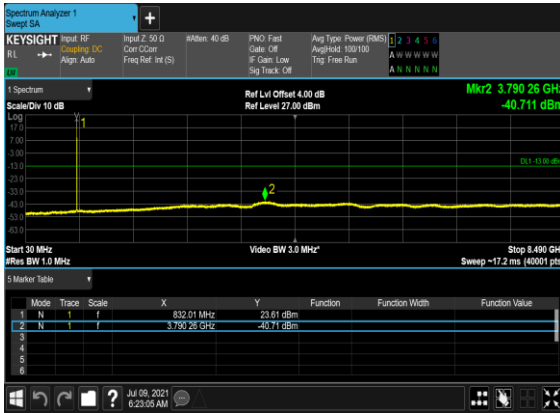 Spectrum Analyzer 1
Swept SA
+
KEYSIGHT Input: RF Input Z: 50 Ω #Atten: 40 dB PNO: Fast Avg Type: Power (RMS) 1 2 3 4 5 6
RL Coupling: DC Corr CCorr Gate: Off Avg|Hold: 100/100 A W W W W W
Align: Auto Freq Ref: Int (S) IF Gain: Low Trig: Free Run
Sig Track: Off A N N N N N
1 Spectrum Ref Lvl Offset 4.00 dB Mkr2 3.790 26 GHz
Scale/Div 10 dB Ref Level 27.00 dBm -40.711 dBm
Log
17.0
7.00
-3.00
-13.0
-23.0
-33.0
-43.0
-53.0
-63.0
1
DL1 -13.00 dBm
2
Start 30 MHz Video BW 3.0 MHz* Stop 8.490 GHz
#Res BW 1.0 MHz Sweep ~17.2 ms (40001 pts)
5 Marker Table
Mode Trace Scale X Y Function Function Width Function Value
1 N 1 f 832.01 MHz 23.61 dBm
2 N 1 f 3.790 26 GHz -40.71 dBm
3
4
5
6
? Jul 09, 2021
6:23:05 AM